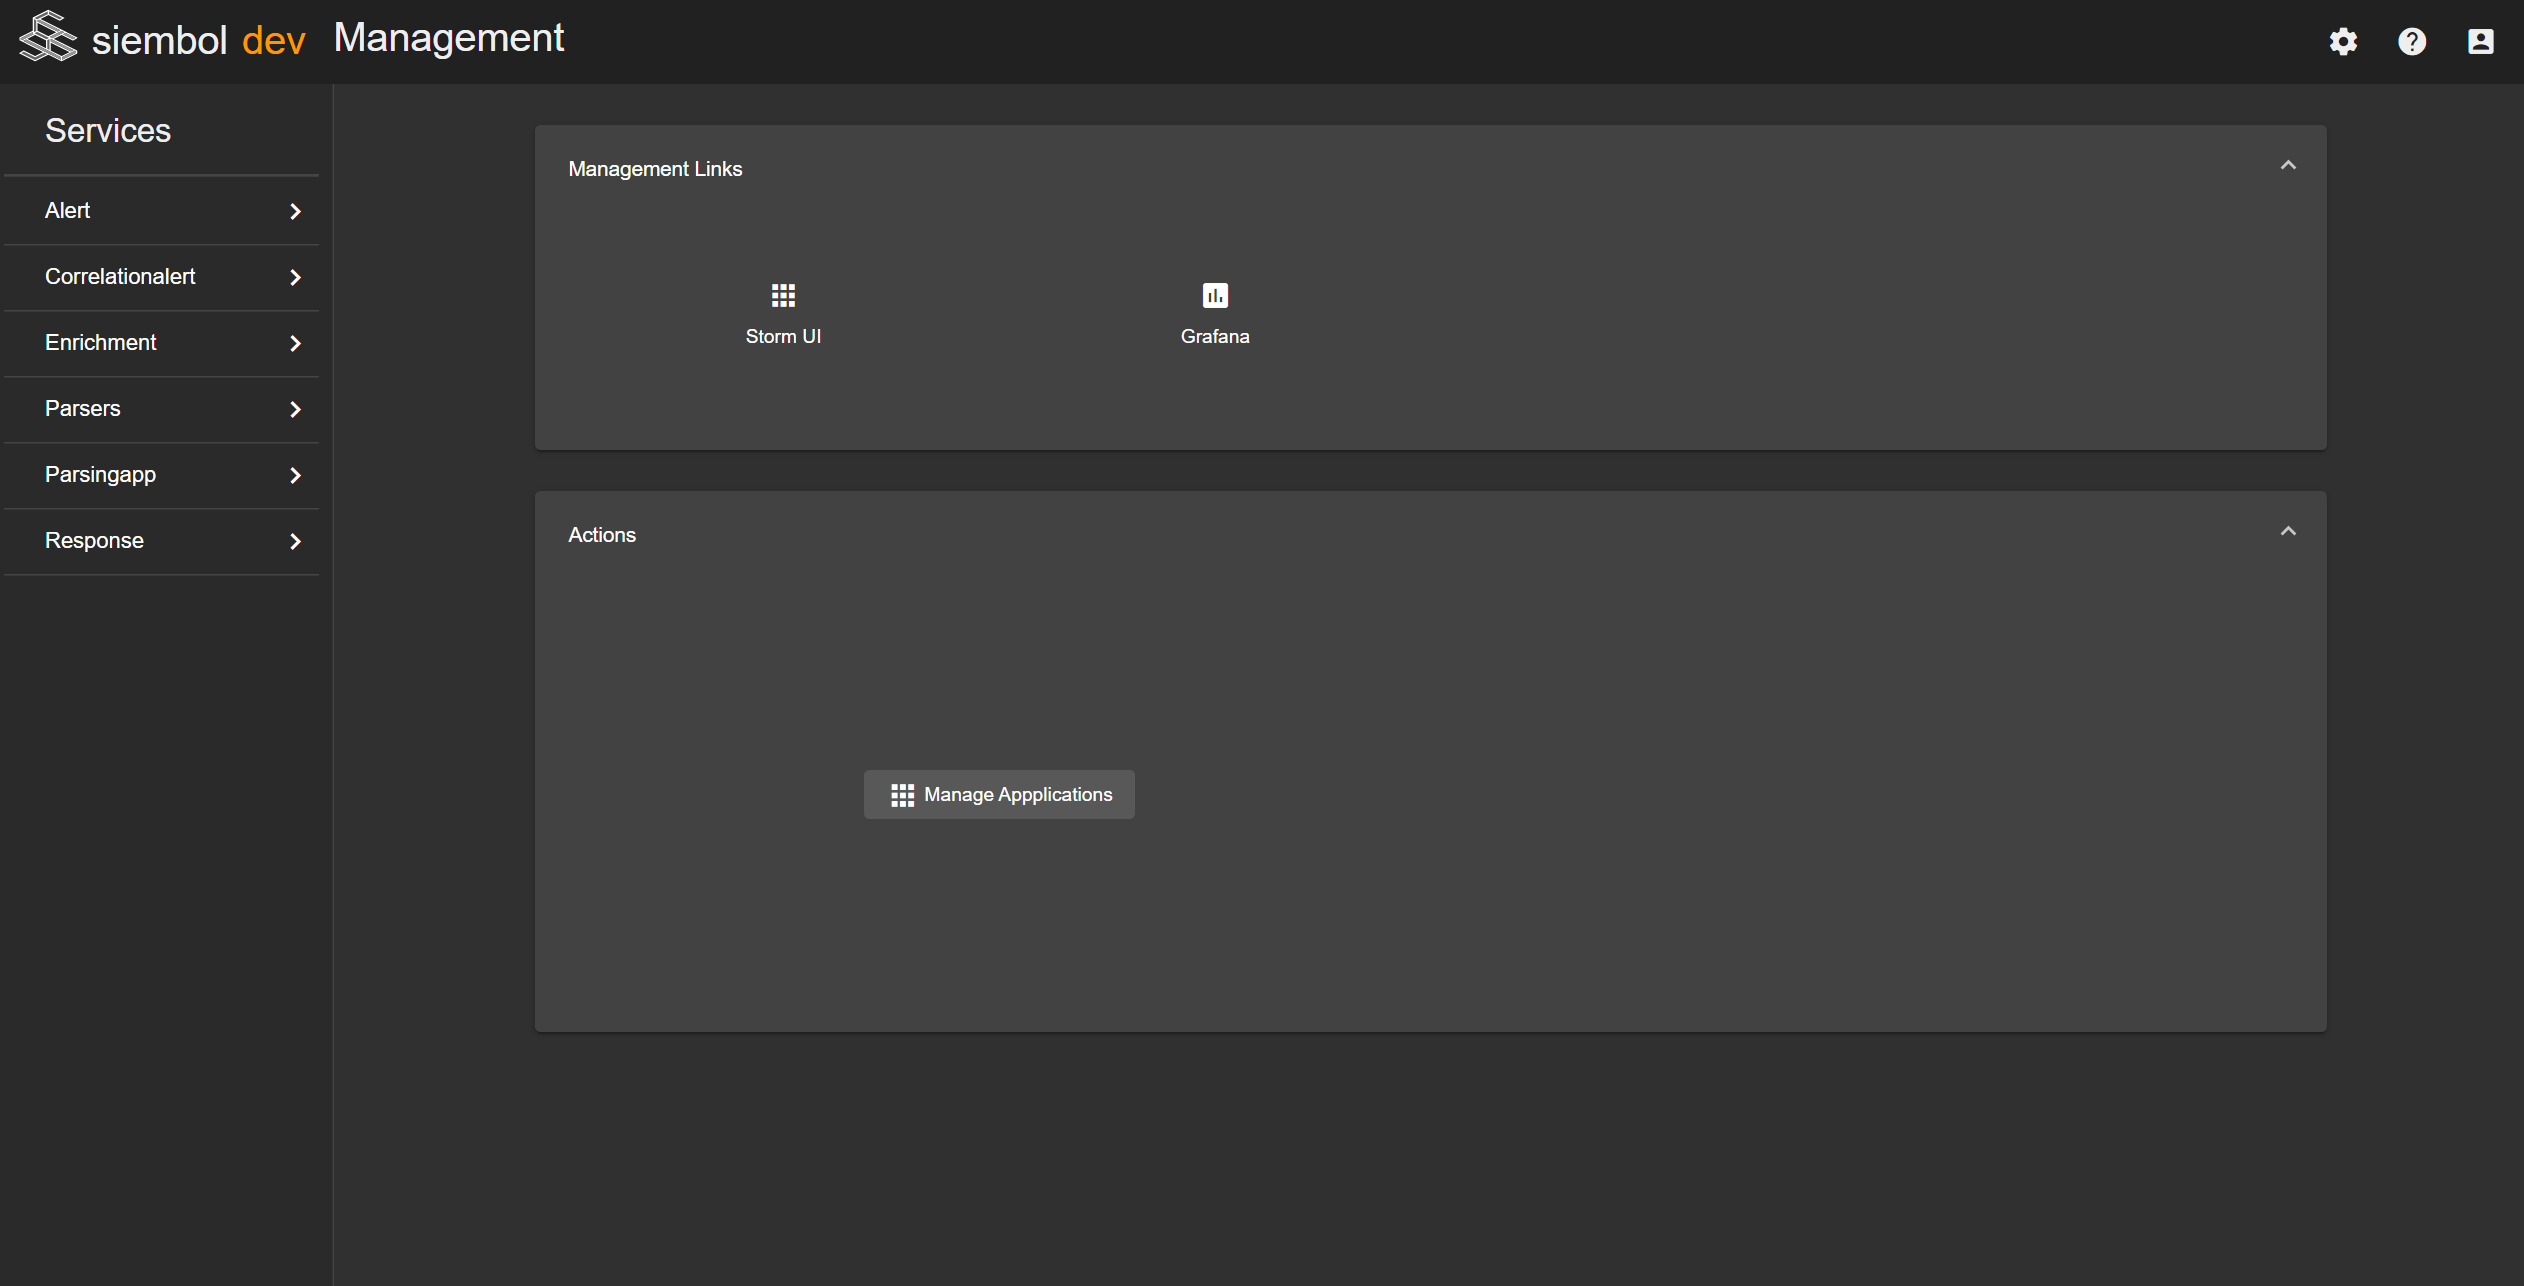 siembol dev Management
Services
Alert
Correlationalert
Enrichment
Parsers
Parsingapp
Response
Management Links
Storm UI
Grafana
Actions
Manage Appplications